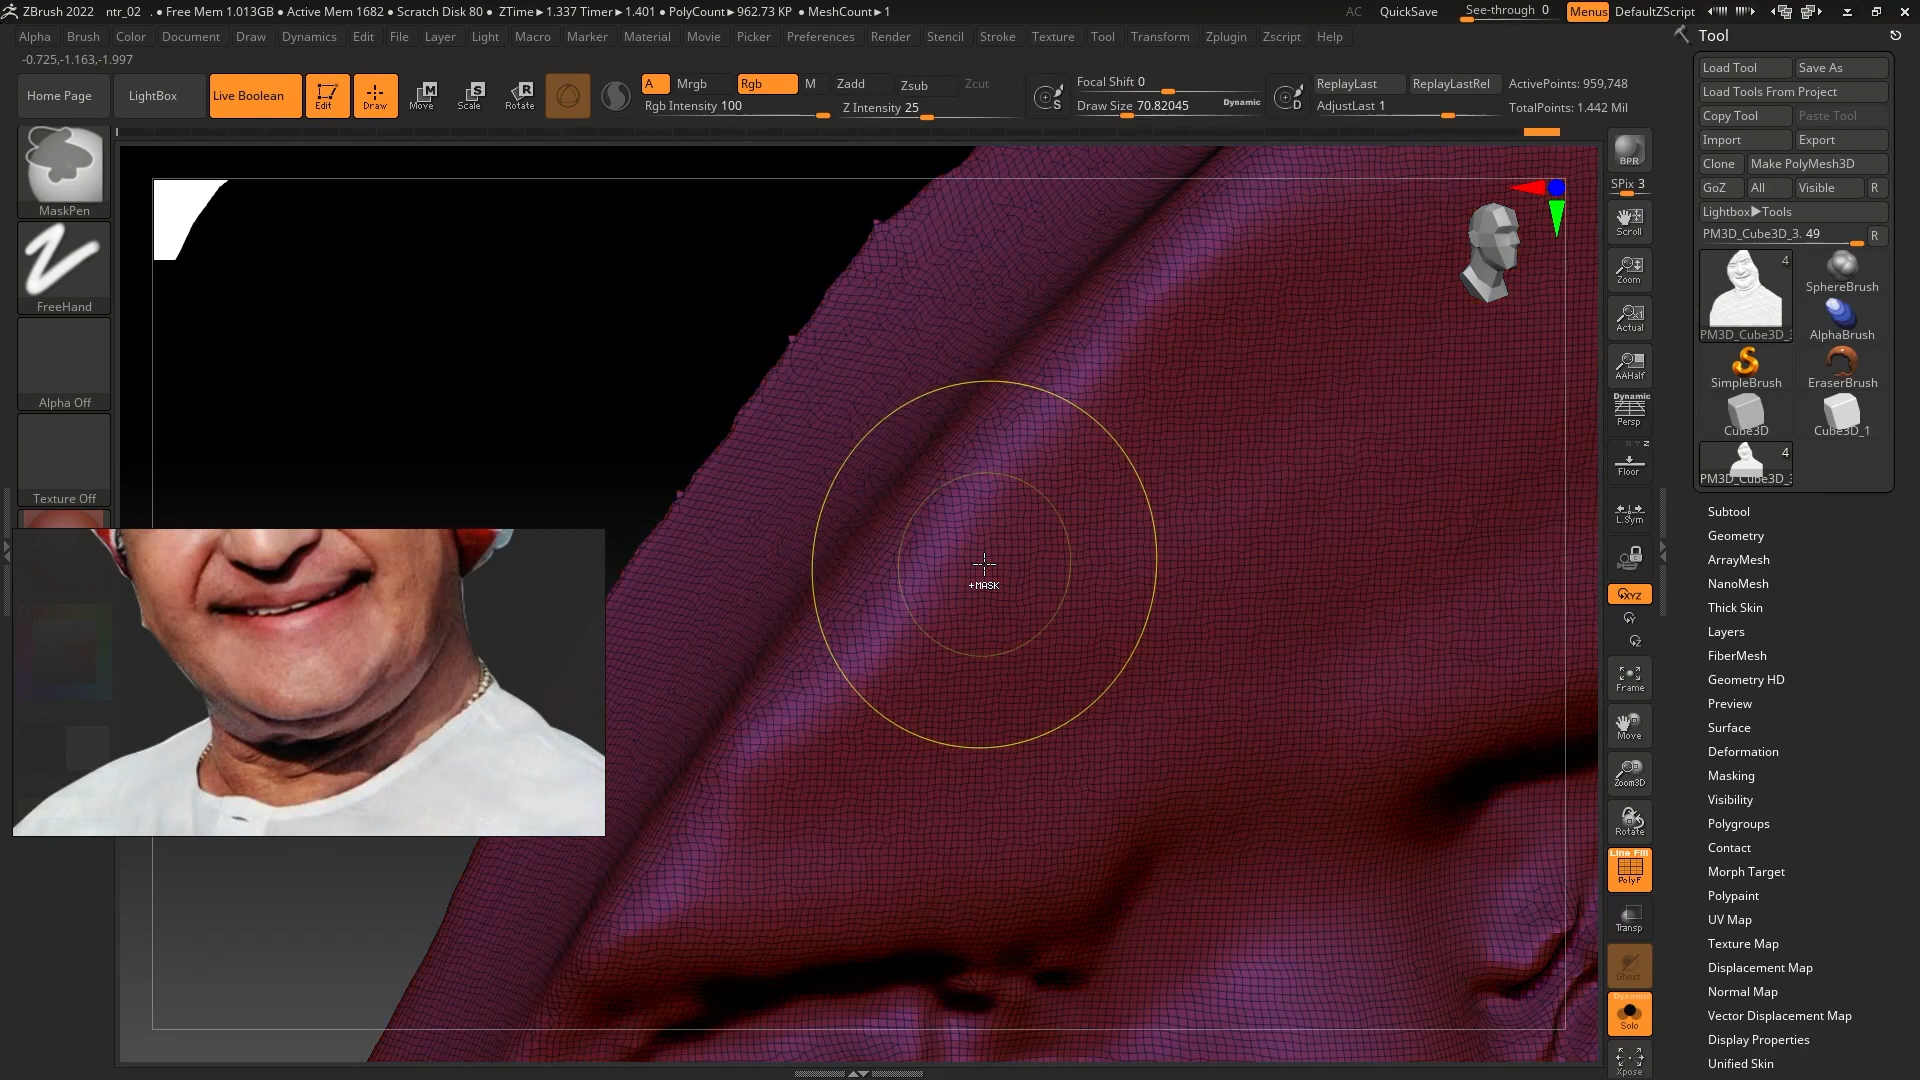 ZBrush 2022 ntr_02 . • Free Mem 1.013GB • Active Mem 1682 • Scratch Disk 80 • ZTime►1.337 Timer►1.401 • PolyCount►962.73 KP • MeshCount►1 AC QuickSave See-through 0 Menus DefaultZScript
Alpha Brush Color Document Draw Dynamics Edit File Layer Light Macro Marker Material Movie Picker Preferences Render Stencil Stroke Texture Tool Transform Zplugin Zscript Help
-0.725,-1.163,-1.997
Home Page LightBox Live Boolean Edit Draw Move Scale Rotate
A Mrgb Rgb M Zadd Zsub Zcut
Rgb Intensity 100 Z Intensity 25
Focal Shift 0
Draw Size 70.82045 Dynamic
ReplayLast ReplayLastRel ActivePoints: 959,748
AdjustLast 1 TotalPoints: 1.442 Mil
MaskPen
FreeHand
Alpha Off
Texture Off
+MASK
BPR
SPix 3
Scroll
Zoom
Actual
AAHalf
Dynamic
Persp
Floor
L.Sym
XYZ
Y
Z
Frame
Move
Zoom3D
Rotate
Line Fill
PolyF
Transp
Ghost
Dynamic
Solo
Xpose
Tool
Load Tool Save As
Load Tools From Project
Copy Tool Paste Tool
Import Export
Clone Make PolyMesh3D
GoZ All Visible R
Lightbox►Tools
PM3D_Cube3D_3. 49 R
4
PM3D_Cube3D_3
SphereBrush
AlphaBrush
SimpleBrush EraserBrush
Cube3D Cube3D_1
4
PM3D_Cube3D_3
Subtool
Geometry
ArrayMesh
NanoMesh
Thick Skin
Layers
FiberMesh
Geometry HD
Preview
Surface
Deformation
Masking
Visibility
Polygroups
Contact
Morph Target
Polypaint
UV Map
Texture Map
Displacement Map
Normal Map
Vector Displacement Map
Display Properties
Unified Skin